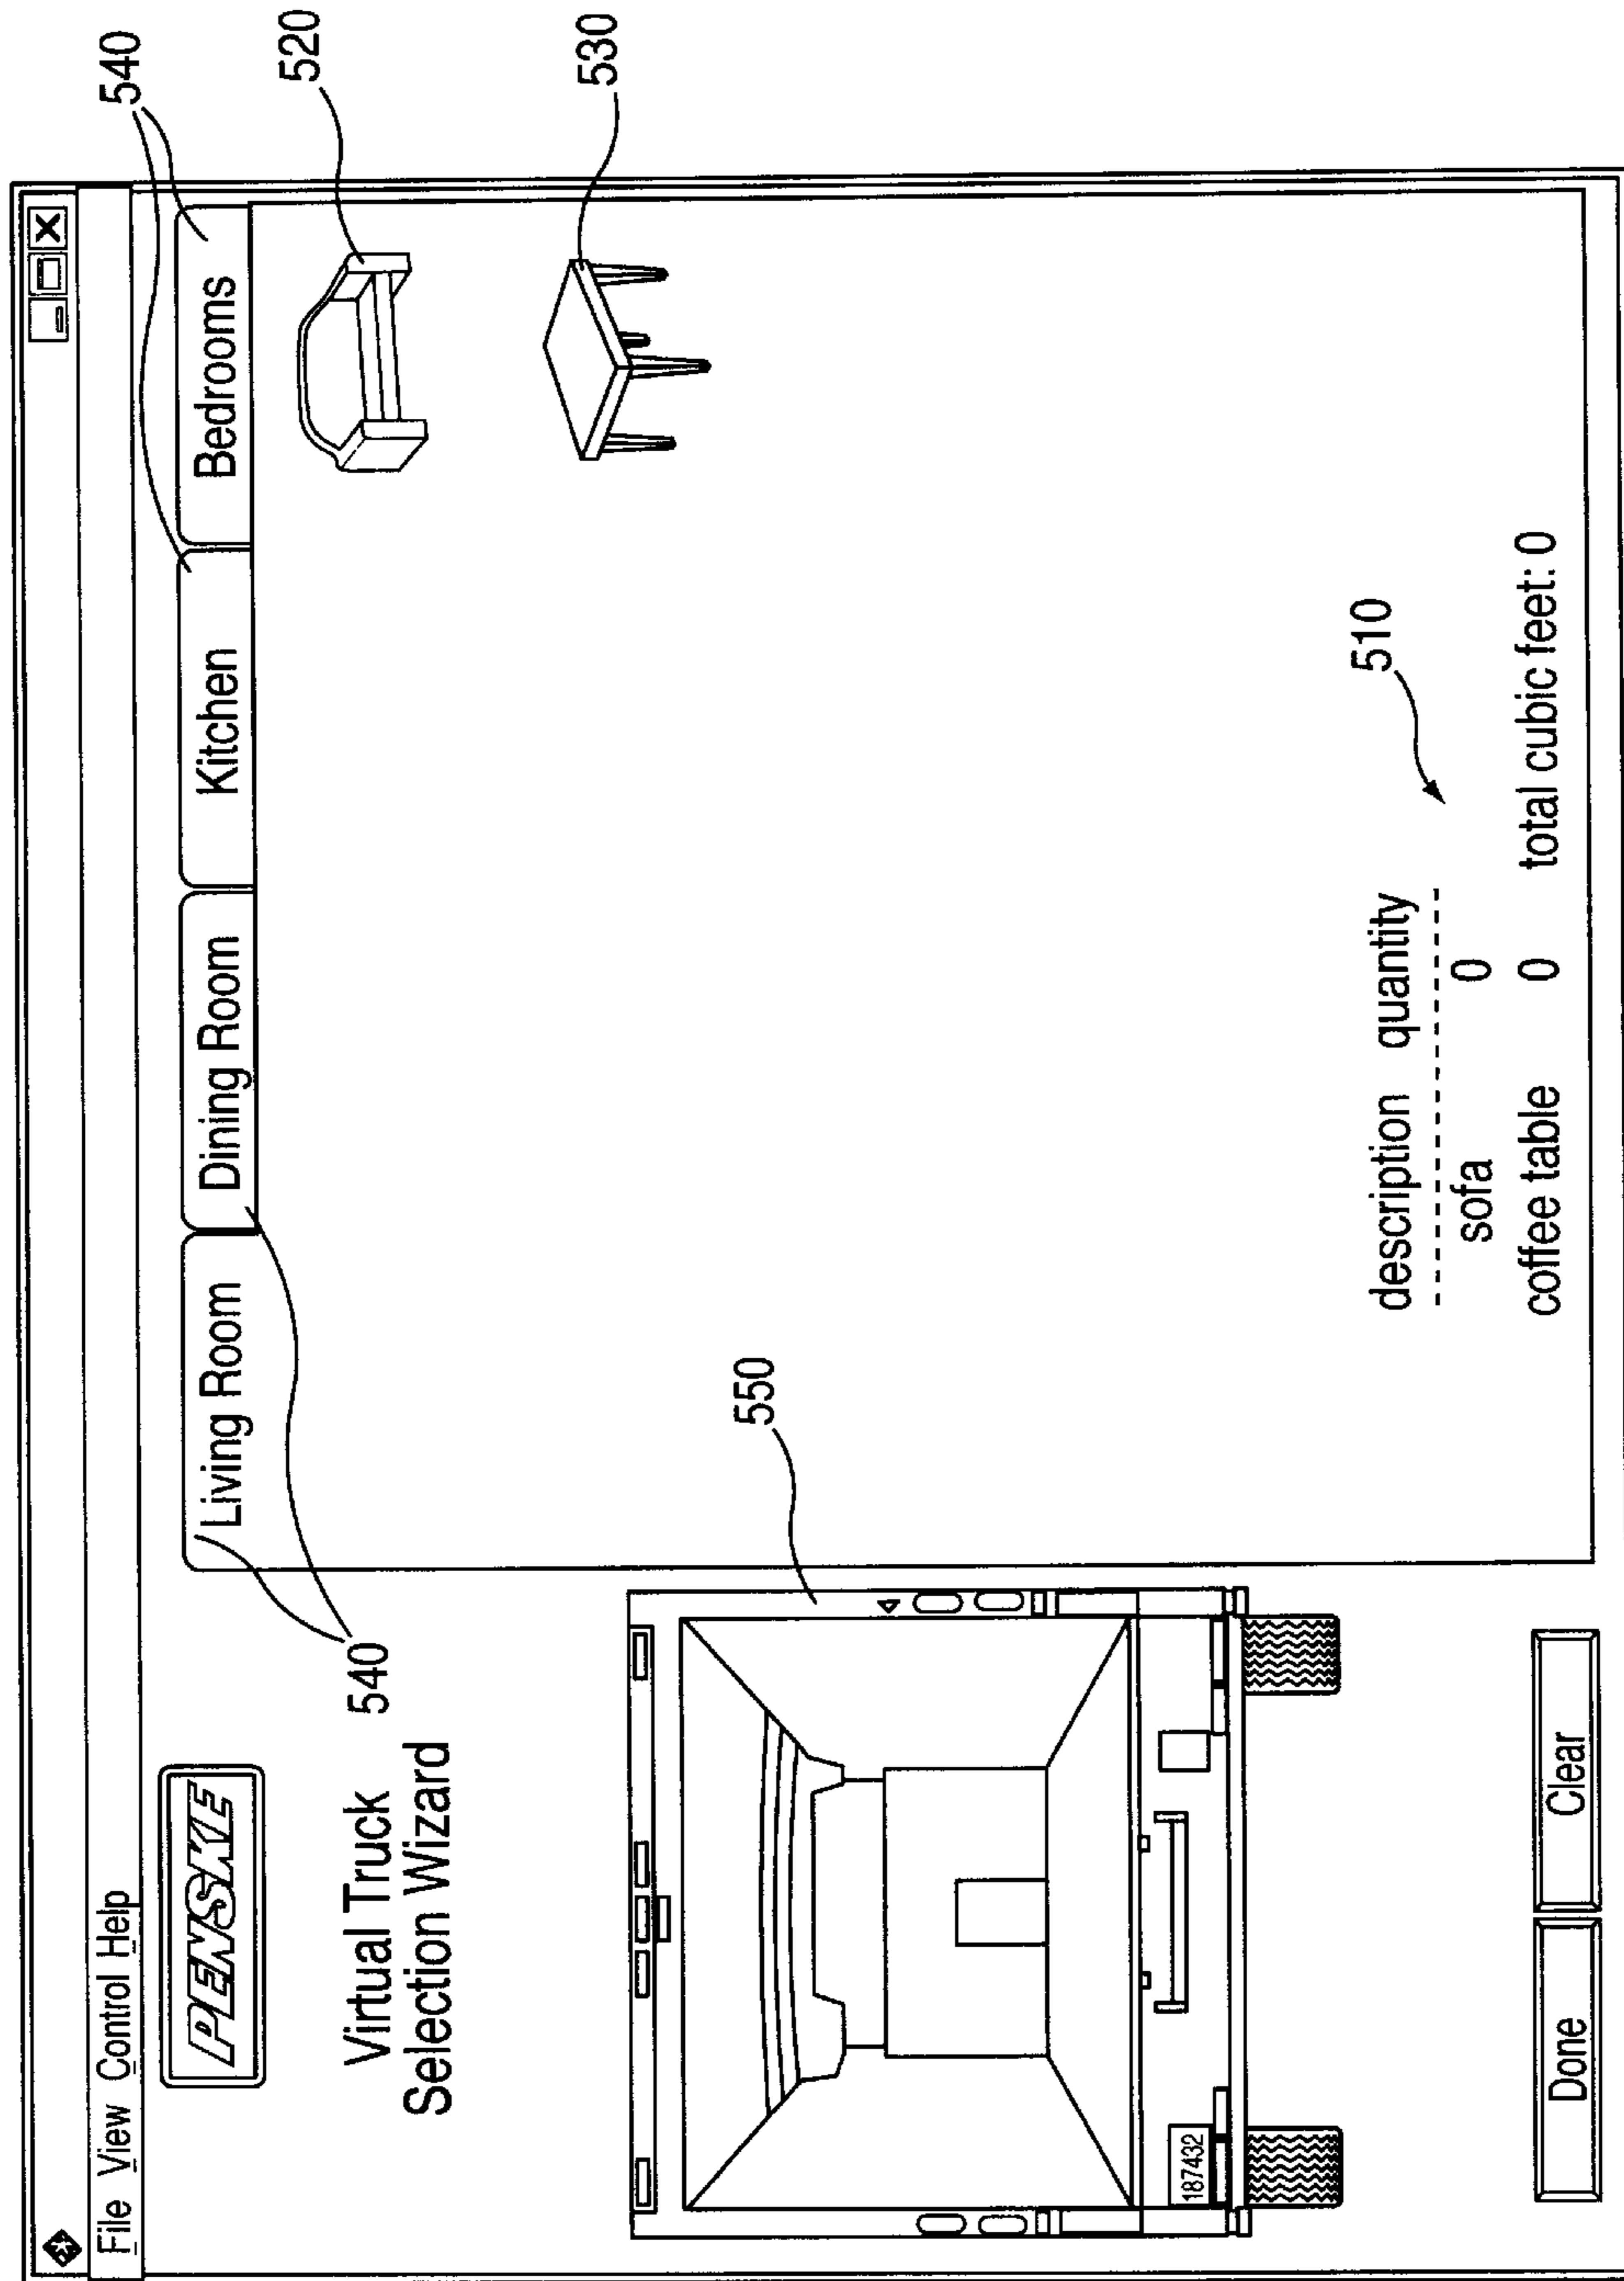 File View Control Help
PENSKE
Virtual Truck
Selection Wizard
540
Living Room
Dining Room
Kitchen
Bedrooms
540
520
530
550
187432
510
description quantity
sofa 0
coffee table 0
total cubic feet: 0
Done
Clear